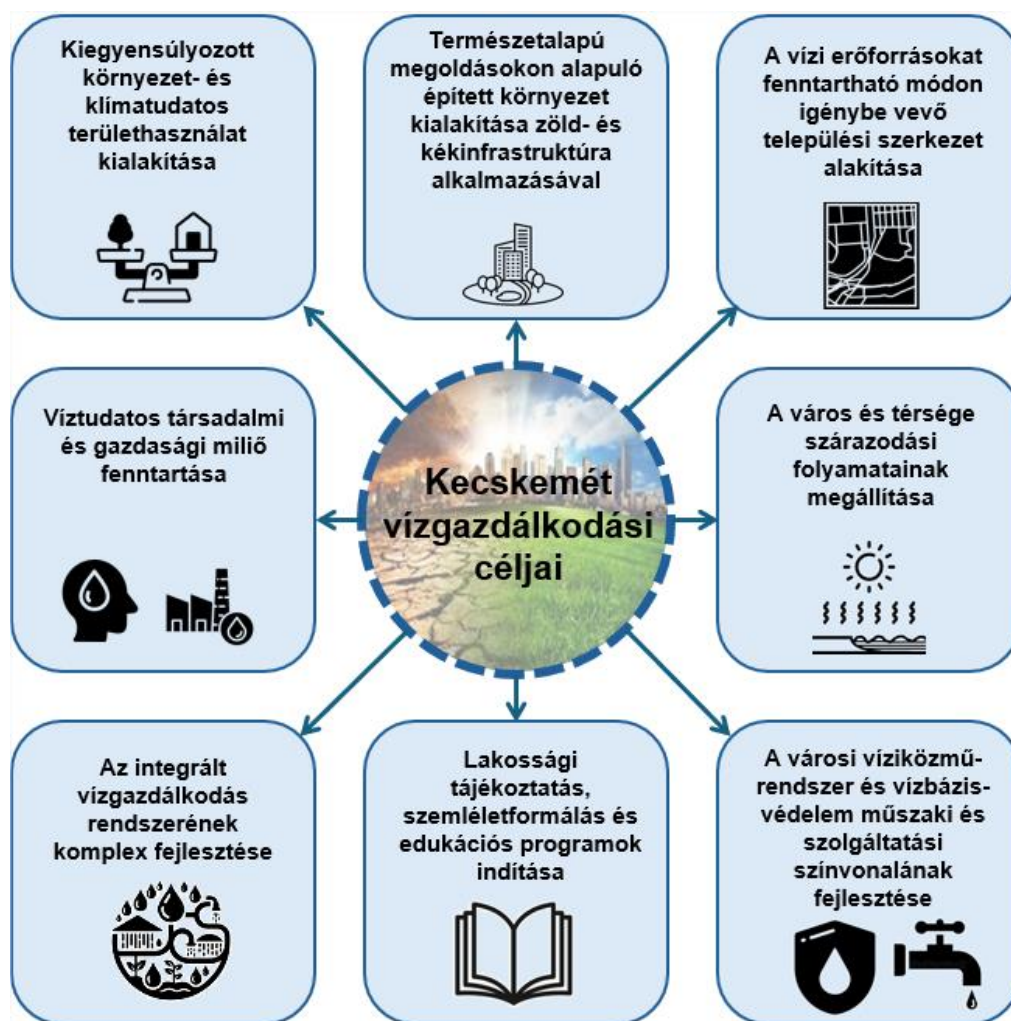 Kiegyensúlyozott
környezet- és
klímatudatos
területhasználat
kialakítása
Természetalapú
megoldásokon alapuló
épített környezet
kialakítása zöld- és
kékinfrastruktúra
alkalmazásával
A vízi erőforrásokat
fenntartható módon
igénybe vevő
települési szerkezet
alakítása
Víztudatos társadalmi
és gazdasági miliő
fenntartása
Kecskemét
vízgazdálkodási
céljai
A város és térsége
szárazodási
folyamatainak
megállítása
Az integrált
vízgazdálkodás
rendszerének
komplex fejlesztése
Lakossági
tájékoztatás,
szemléletformálás és
edukációs programok
indítása
A városi víziközmű-
rendszer és vízbázis-
védelem műszaki és
szolgáltatási
színvonalának
fejlesztése